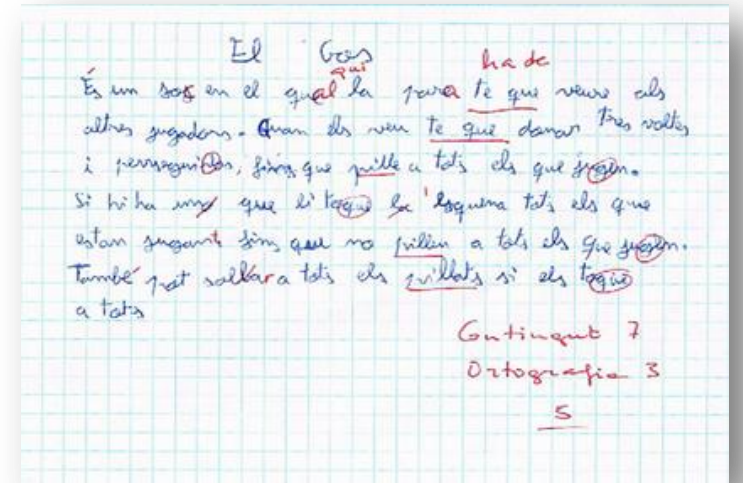 El Gos
qui ha de
És un joc en el qual la para te que veure als
altres jugadors. Quan els veu te que donar tres voltes
i perseguir los, fins que pille a tots els que juguen.
Si hi ha un que li toque la esquena tots els que
estan jugant fins que no pillen a tots els que juguen.
També pot salvar a tots els pillats si els toque
a tots
Contingut 7
Ortografia 3
5